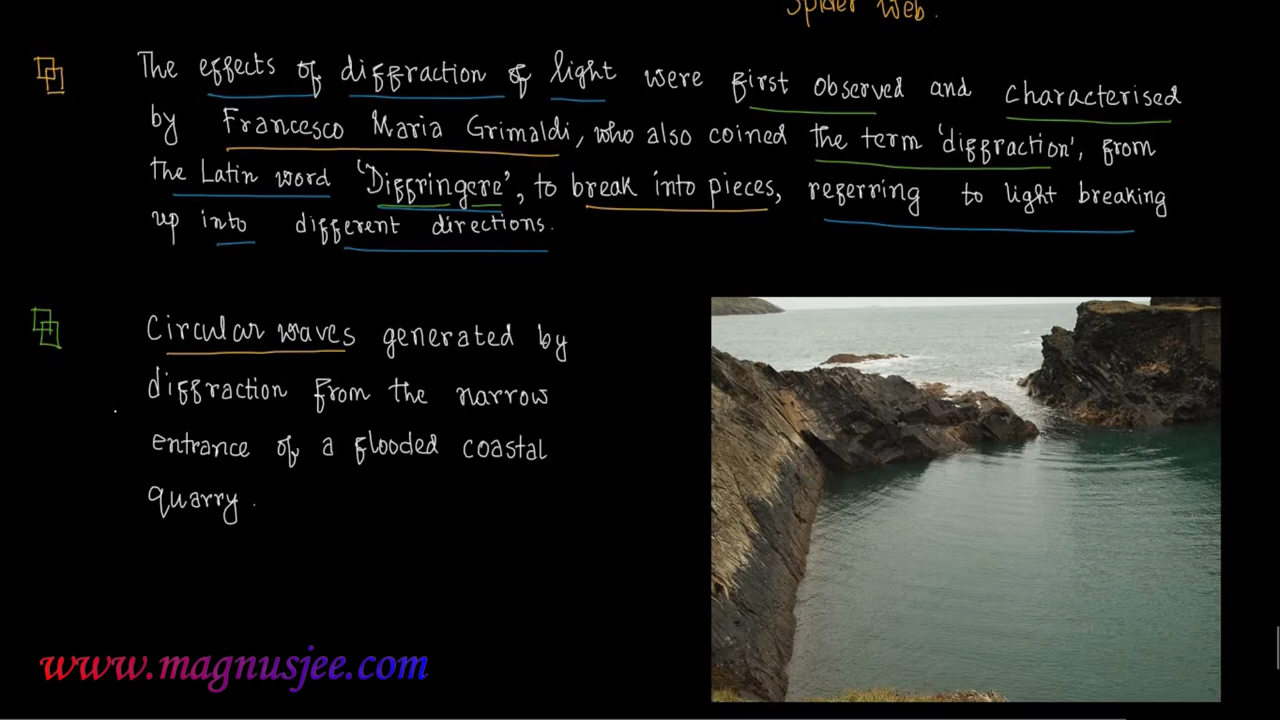 Spider Web.
The effects of diffraction of light were first observed and characterised
by Francesco Maria Grimaldi, who also coined the term 'diffraction', from
the Latin word 'Diffringere', to break into pieces, referring to light breaking
up into different directions.
Circular waves generated by
diffraction from the narrow
entrance of a flooded coastal
quarry.
www.magnusjee.com